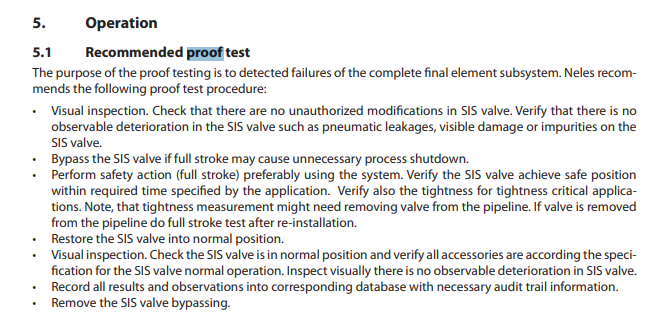 5. Operation
5.1 Recommended proof test
The purpose of the proof testing is to detected failures of the complete final element subsystem. Neles recom-
mends the following proof test procedure:
• Visual inspection. Check that there are no unauthorized modifications in SIS valve. Verify that there is no
observable deterioration in the SIS valve such as pneumatic leakages, visible damage or impurities on the
SIS valve.
• Bypass the SIS valve if full stroke may cause unnecessary process shutdown.
• Perform safety action (full stroke) preferably using the system. Verify the SIS valve achieve safe position
within required time specified by the application. Verify also the tightness for tightness critical applica-
tions. Note, that tightness measurement might need removing valve from the pipeline. If valve is removed
from the pipeline do full stroke test after re-installation.
• Restore the SIS valve into normal position.
• Visual inspection. Check the SIS valve is in normal position and verify all accessories are according the speci-
fication for the SIS valve normal operation. Inspect visually there is no observable deterioration in SIS valve.
• Record all results and observations into corresponding database with necessary audit trail information.
• Remove the SIS valve bypassing.